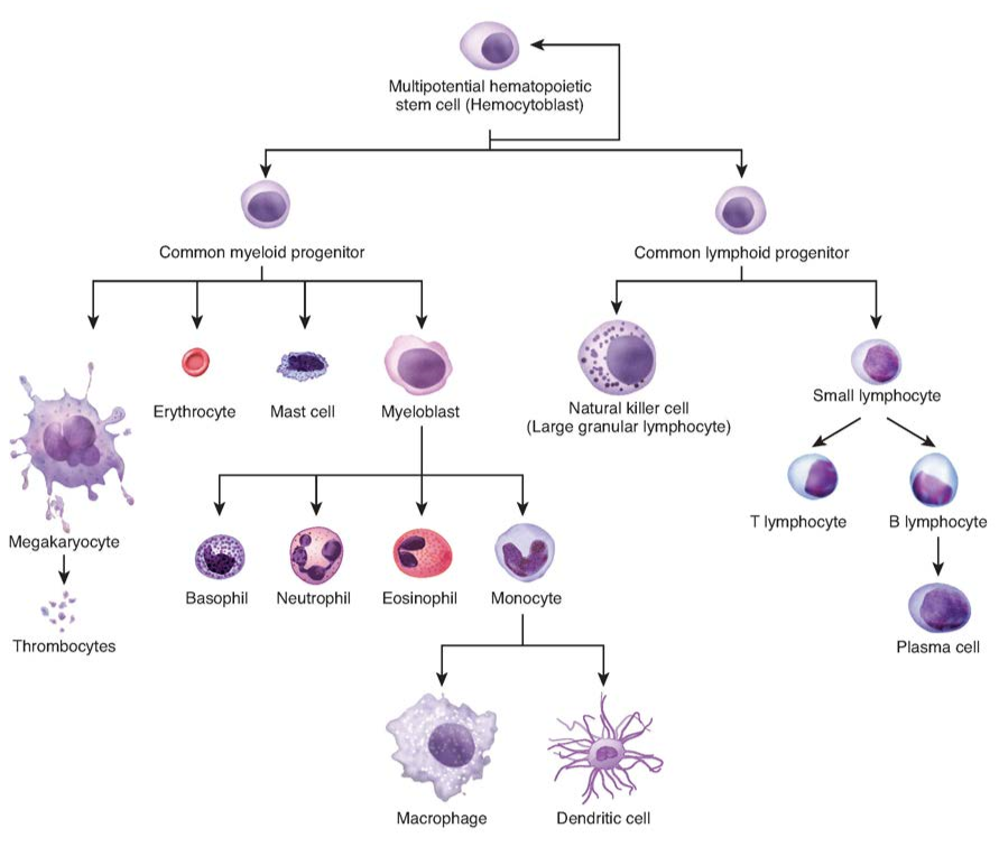 Multipotential hematopoietic
stem cell (Hemocytoblast)
Common myeloid progenitor
Common lymphoid progenitor
Erythrocyte
Mast cell
Myeloblast
Natural killer cell
(Large granular lymphocyte)
Small lymphocyte
T lymphocyte
B lymphocyte
Megakaryocyte
Basophil
Neutrophil
Eosinophil
Monocyte
Thrombocytes
Plasma cell
Macrophage
Dendritic cell